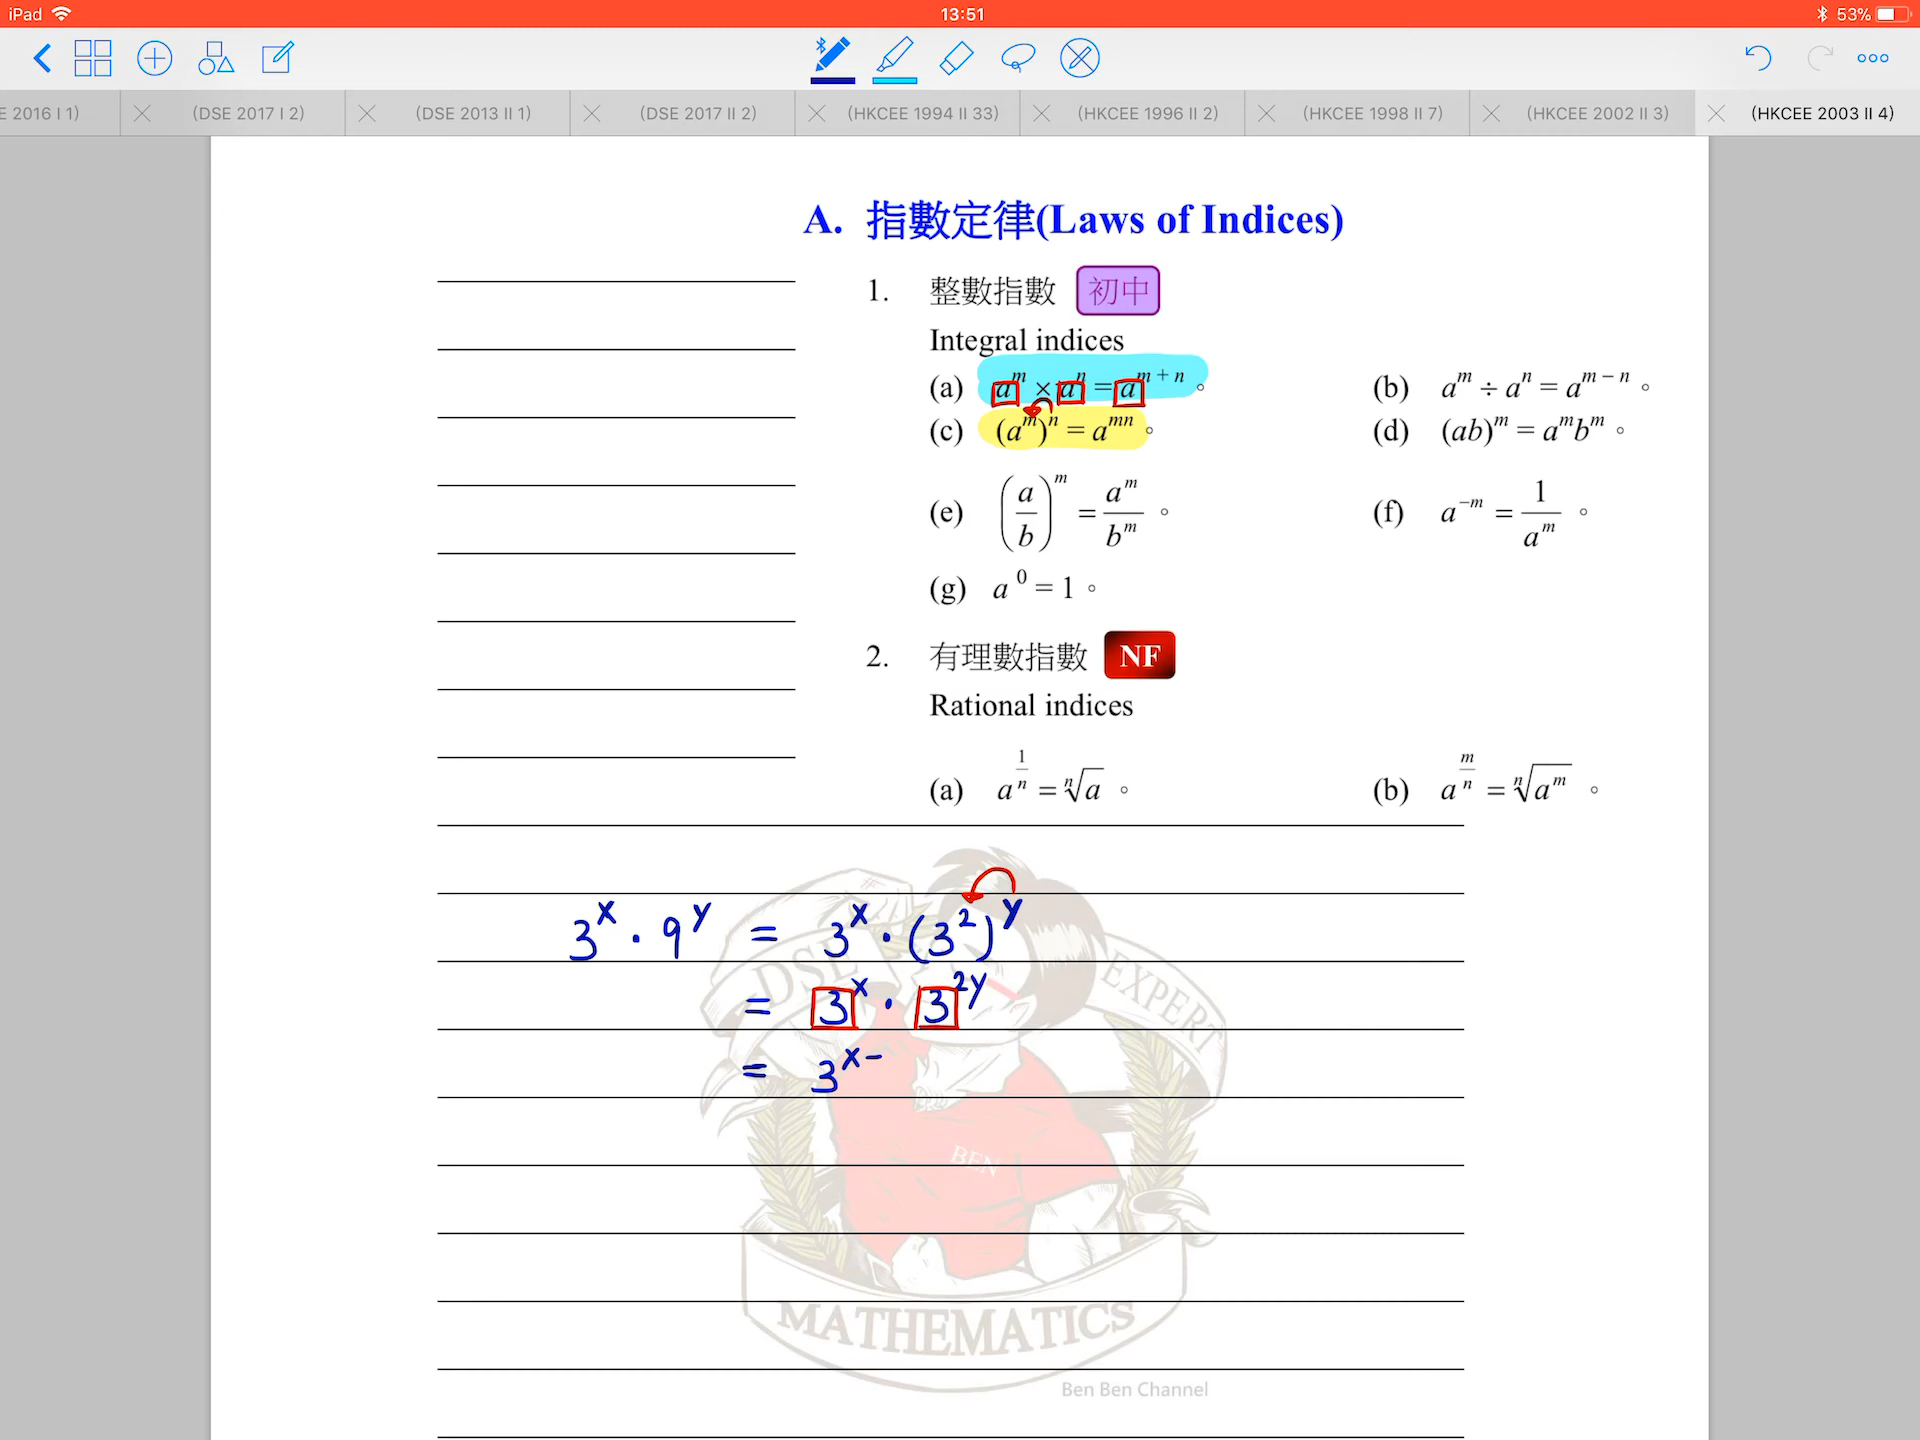 iPad 13:51 53%
E 2016 I 1) (DSE 2017 I 2) (DSE 2013 II 1) (DSE 2017 II 2) (HKCEE 1994 II 33) (HKCEE 1996 II 2) (HKCEE 1998 II 7) (HKCEE 2002 II 3) (HKCEE 2003 II 4)
A. 指數定律(Laws of Indices)
1. 整數指數 初中
Integral indices
(a) a^m × a^n = a^{m + n}。 (b) a^m ÷ a^n = a^{m − n}。
(c) (a^m)^n = a^{mn}。 (d) (ab)^m = a^m b^m。
(e) (a/b)^m = a^m/b^m。 (f) a^{−m} = 1/a^m。
(g) a^0 = 1。
2. 有理數指數 NF
Rational indices
(a) a^{1/n} = ⁿ√a。 (b) a^{m/n} = ⁿ√a^m。
3^x · 9^y = 3^x · (3^2)^y
= 3^x · 3^{2y}
= 3^{x −
DSE EXPERT
BEN
MATHEMATICS
Ben Ben Channel